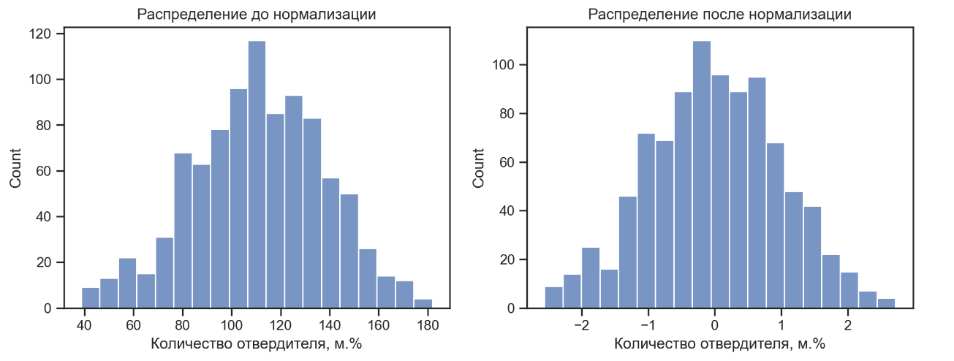 Распределение до нормализации
120
100
80
60
40
20
0
Count
40 60 80 100 120 140 160 180
Количество отвердителя, м.%
Распределение после нормализации
100
80
60
40
20
0
Count
−2 −1 0 1 2
Количество отвердителя, м.%